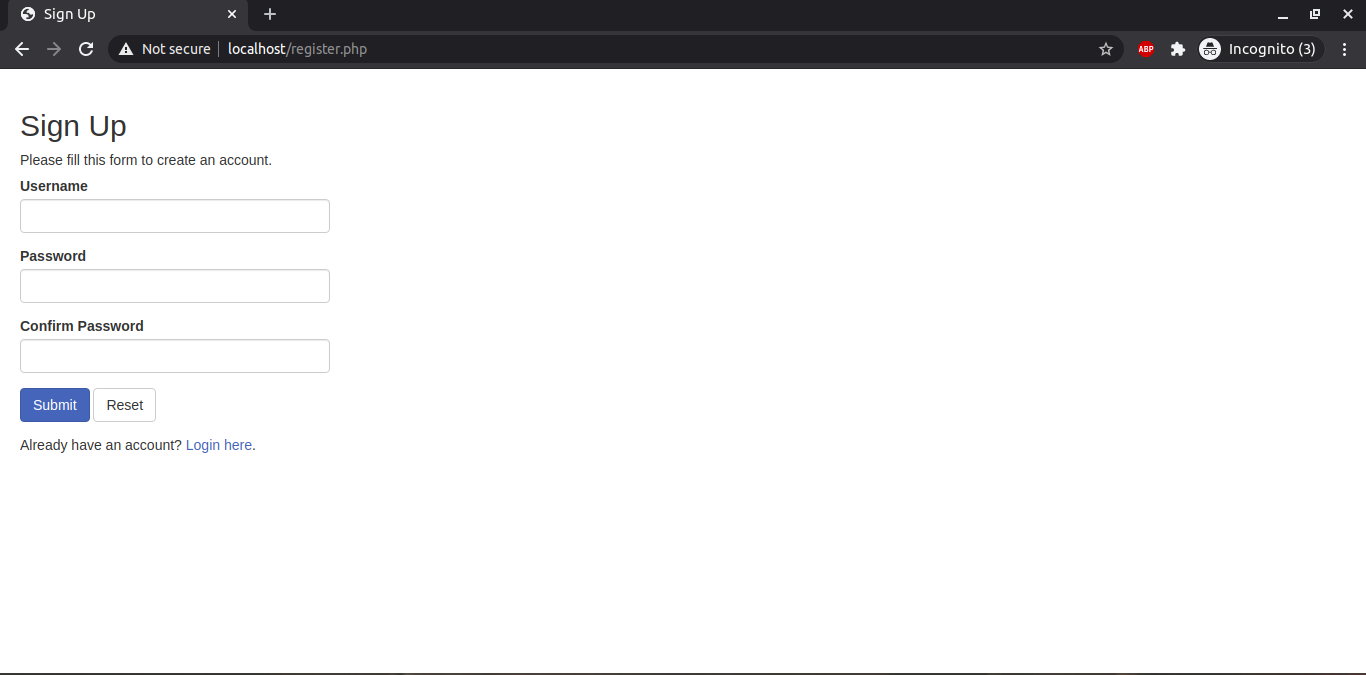 Sign Up
Not secure localhost/register.php ABP Incognito (3)
Sign Up
Please fill this form to create an account.
Username
Password
Confirm Password
Submit Reset
Already have an account? Login here.